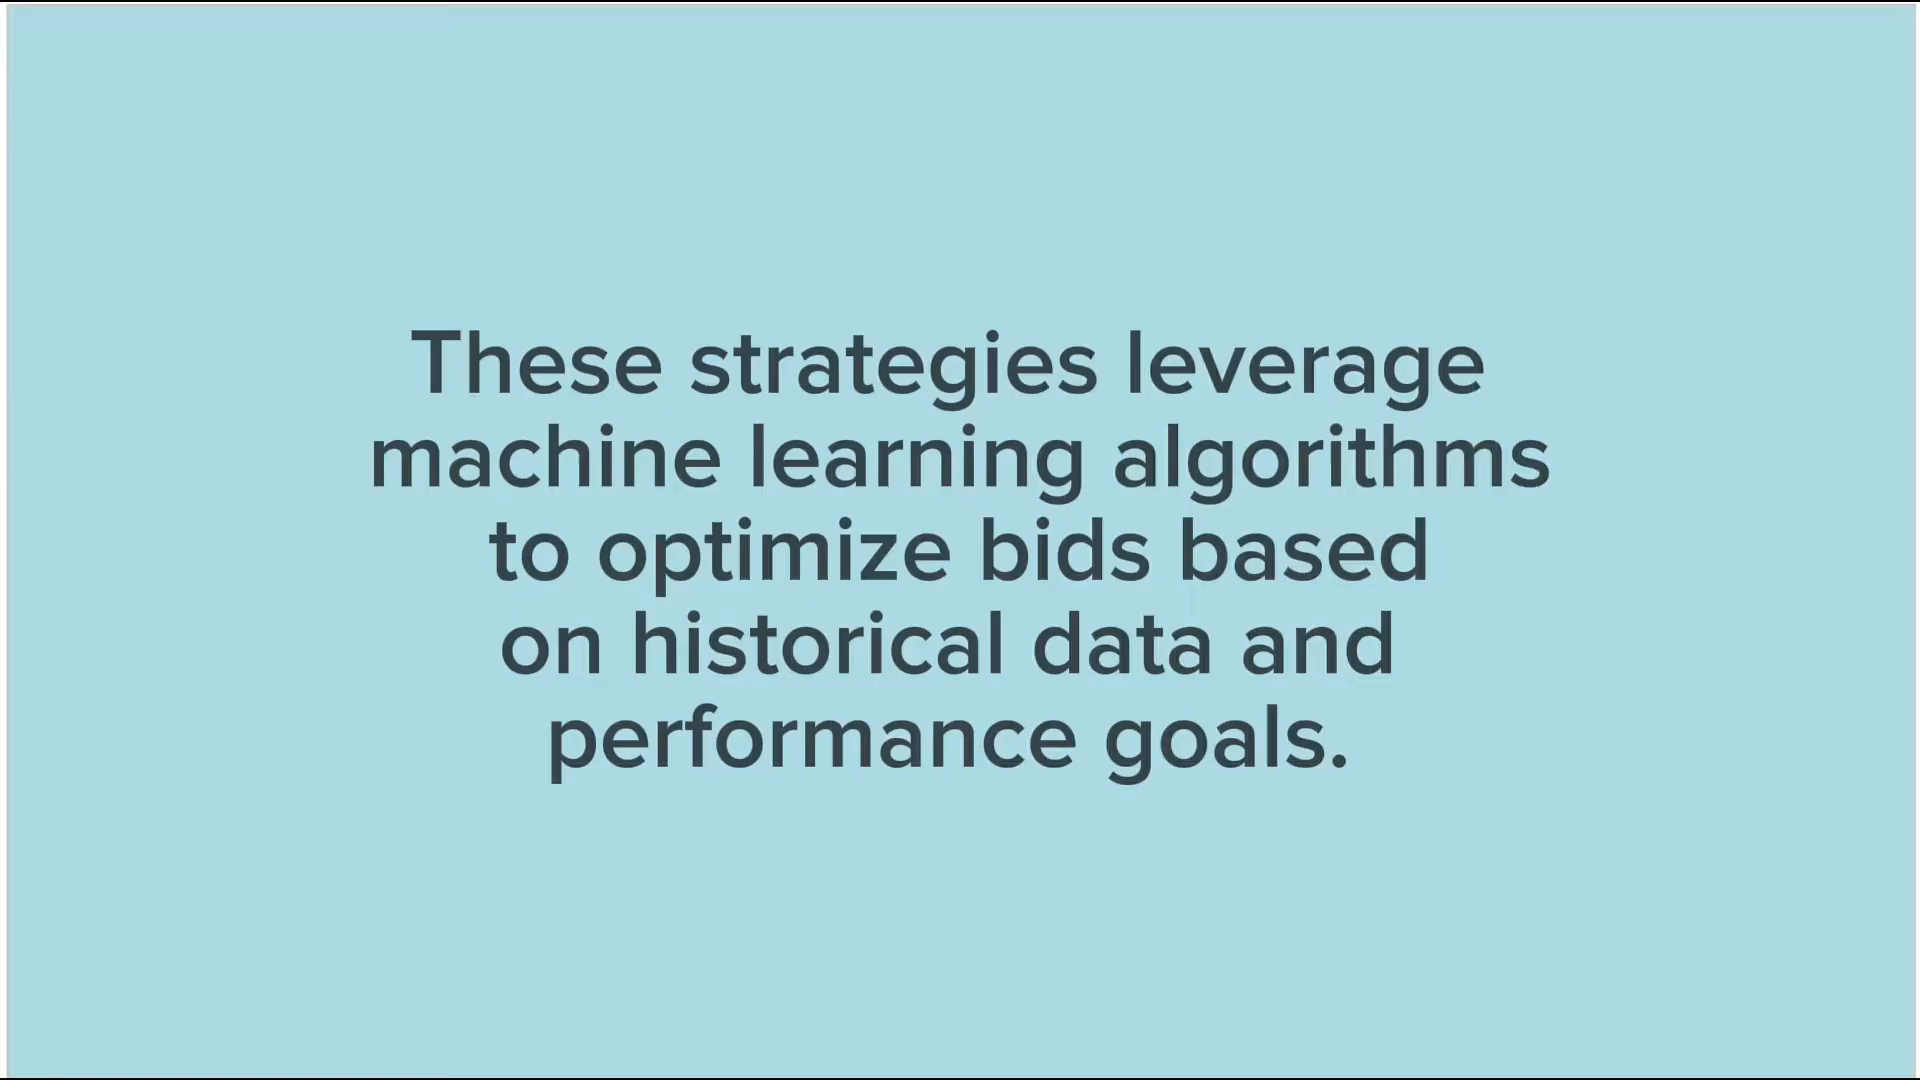 These strategies leverage
machine learning algorithms
to optimize bids based
on historical data and
performance goals.